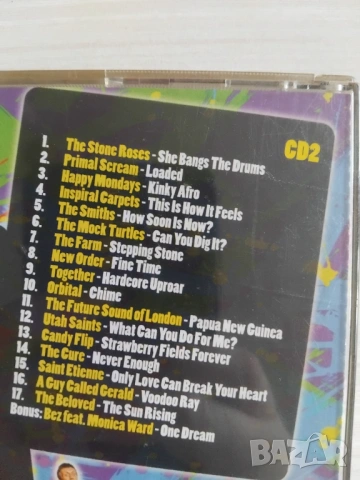 CD2
1. The Stone Roses - She Bangs The Drums
2. Primal Scream - Loaded
3. Happy Mondays - Kinky Afro
4. Inspiral Carpets - This Is How It Feels
5. The Smiths - How Soon Is Now?
6. The Mock Turtles - Can You Dig It?
7. The Farm - Stepping Stone
8. New Order - Fine Time
9. Together - Hardcore Uproar
10. Orbital - Chime
11. The Future Sound of London - Papua New Guinea
12. Utah Saints - What Can You Do For Me?
13. Candy Flip - Strawberry Fields Forever
14. The Cure - Never Enough
15. Saint Etienne - Only Love Can Break Your Heart
16. A Guy Called Gerald - Voodoo Ray
17. The Beloved - The Sun Rising
Bonus: Bez feat. Monica Ward - One Dream
BAZAR